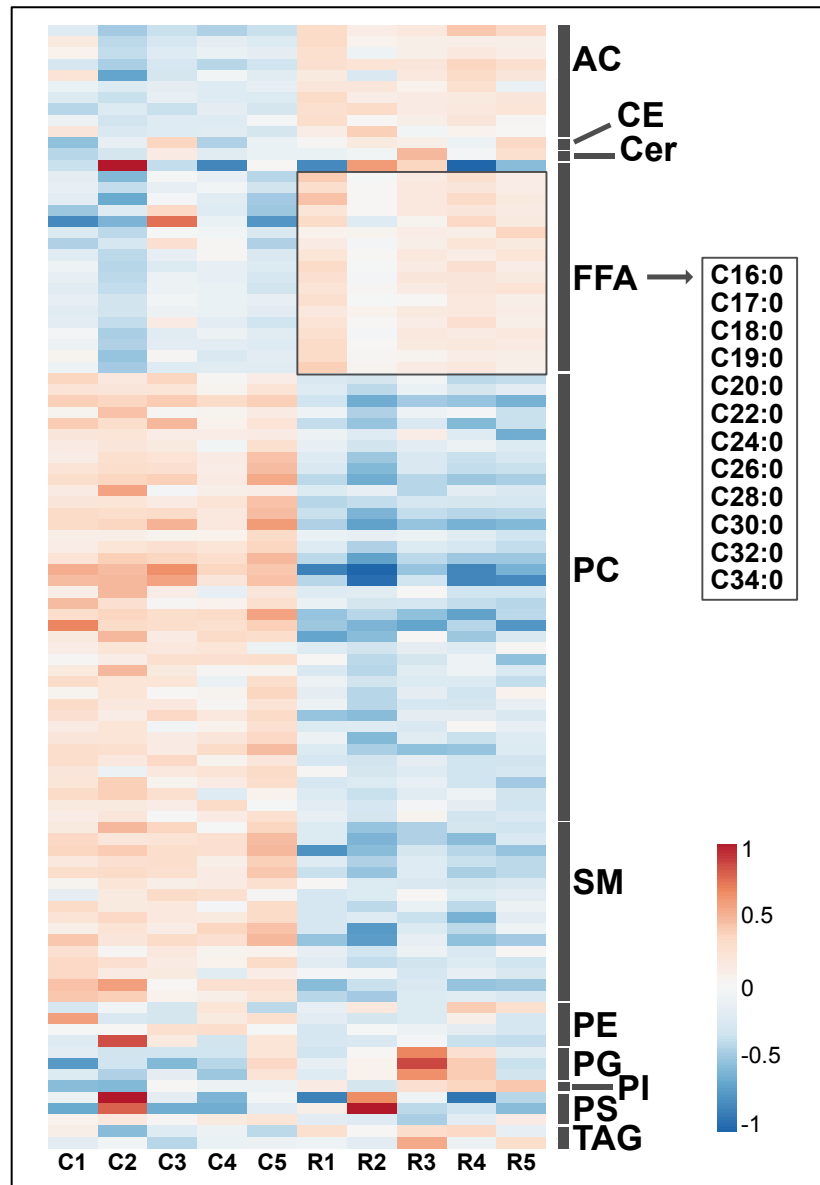 AC
CE
Cer
FFA
C16:0
C17:0
C18:0
C19:0
C20:0
C22:0
C24:0
C26:0
C28:0
C30:0
C32:0
C34:0
PC
SM
1
0.5
0
-0.5
-1
PE
PG
PI
PS
TAG
C1 C2 C3 C4 C5 R1 R2 R3 R4 R5